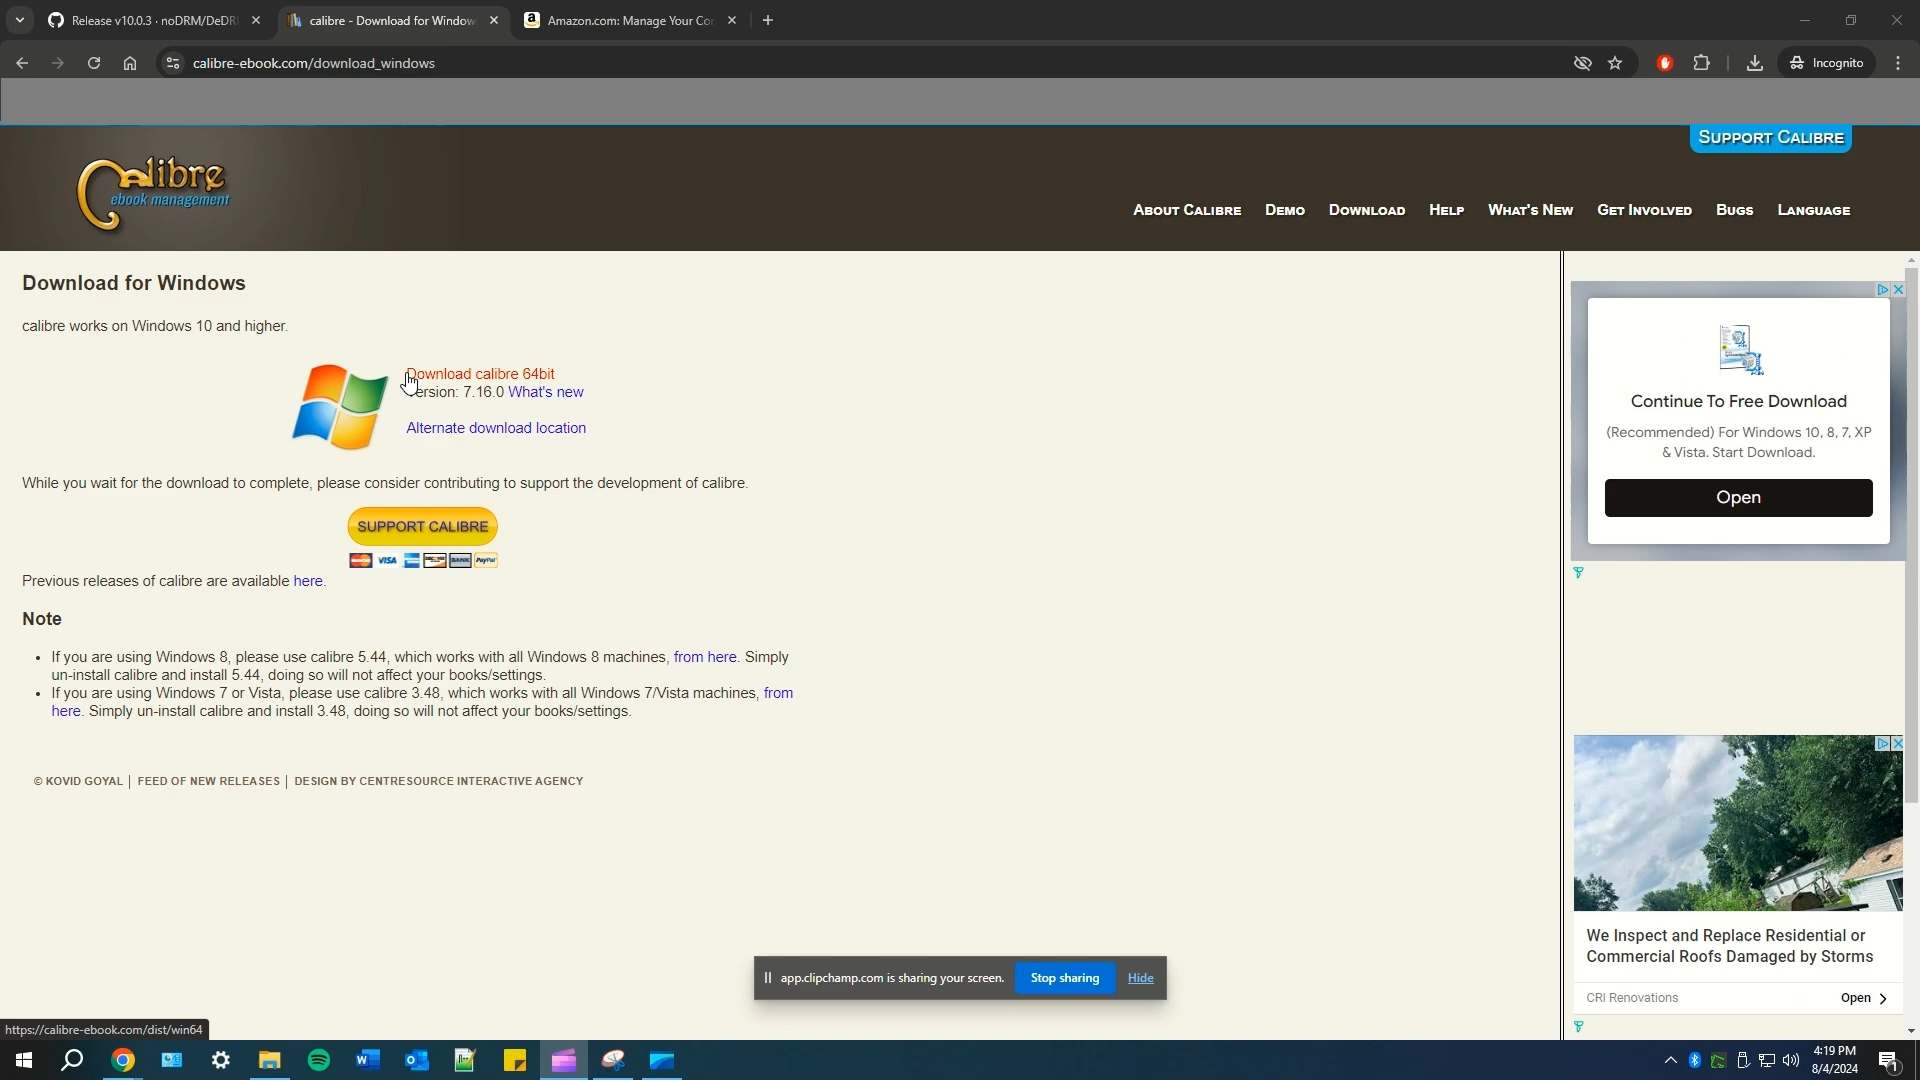 Release v10.0.3 · noDRM/DeDR
calibre - Download for Window
Amazon.com: Manage Your Co
calibre-ebook.com/download_windows
Incognito
SUPPORT CALIBRE
Calibre
ebook management
ABOUT CALIBRE DEMO DOWNLOAD HELP WHAT'S NEW GET INVOLVED BUGS LANGUAGE
Download for Windows
calibre works on Windows 10 and higher.
Download calibre 64bit
ersion: 7.16.0 What's new
Alternate download location
While you wait for the download to complete, please consider contributing to support the development of calibre.
SUPPORT CALIBRE
VISA
BANK
PayPal
Previous releases of calibre are available here.
Note
• If you are using Windows 8, please use calibre 5.44, which works with all Windows 8 machines, from here. Simply
un-install calibre and install 5.44, doing so will not affect your books/settings.
• If you are using Windows 7 or Vista, please use calibre 3.48, which works with all Windows 7/Vista machines, from
here. Simply un-install calibre and install 3.48, doing so will not affect your books/settings.
© KOVID GOYAL | FEED OF NEW RELEASES | DESIGN BY CENTRESOURCE INTERACTIVE AGENCY
Continue To Free Download
(Recommended) For Windows 10, 8, 7, XP
& Vista. Start Download.
Open
We Inspect and Replace Residential or
Commercial Roofs Damaged by Storms
CRI Renovations
Open
app.clipchamp.com is sharing your screen.
Stop sharing
Hide
https://calibre-ebook.com/dist/win64
4:19 PM
8/4/2024
1